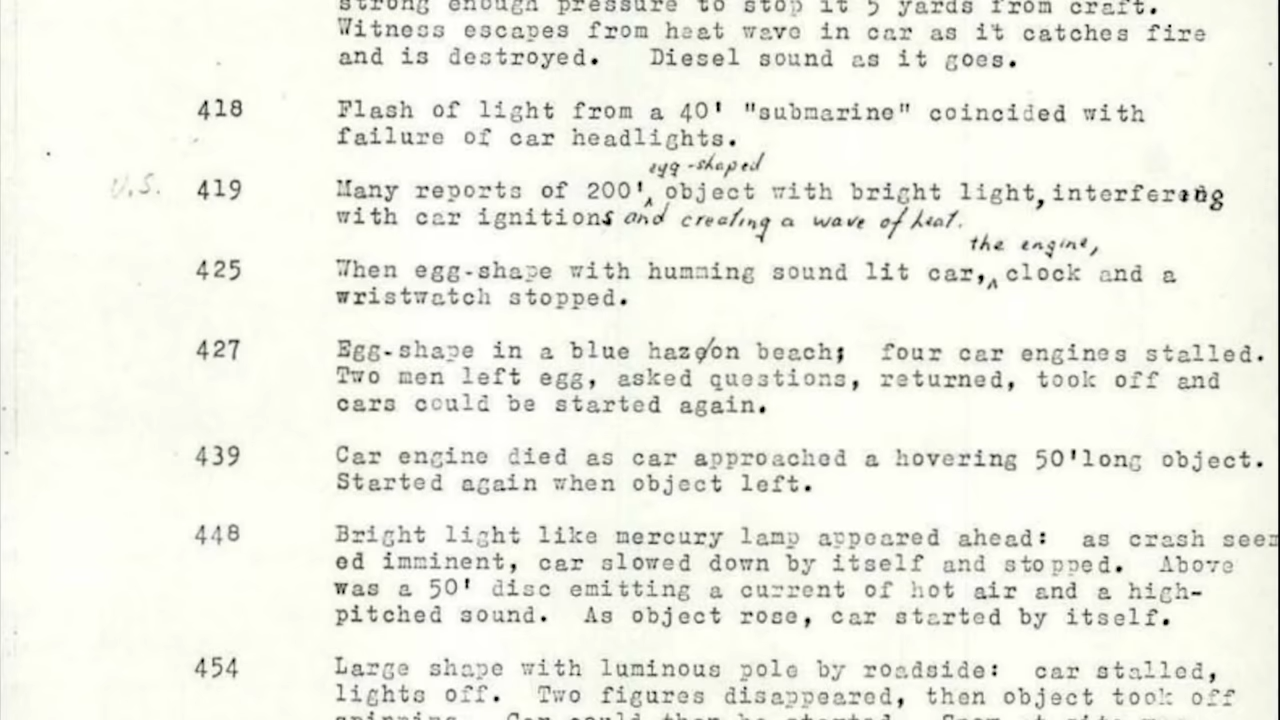 strong enough pressure to stop it 5 yards from craft.
Witness escapes from heat wave in car as it catches fire
and is destroyed. Diesel sound as it goes.
418 Flash of light from a 40' "submarine" coincided with
failure of car headlights.
egg-shaped
U.S. 419 Many reports of 200' object with bright light, interfering
with car ignitions and creating a wave of heat.
the engine,
425 When egg-shape with humming sound lit car, clock and a
wristwatch stopped.
427 Egg-shape in a blue haze/on beach; four car engines stalled.
Two men left egg, asked questions, returned, took off and
cars could be started again.
439 Car engine died as car approached a hovering 50'long object.
Started again when object left.
448 Bright light like mercury lamp appeared ahead: as crash seem
ed imminent, car slowed down by itself and stopped. Above
was a 50' disc emitting a current of hot air and a high-
pitched sound. As object rose, car started by itself.
454 Large shape with luminous pole by roadside: car stalled,
lights off. Two figures disappeared, then object took off
spinning. Car could then be started.